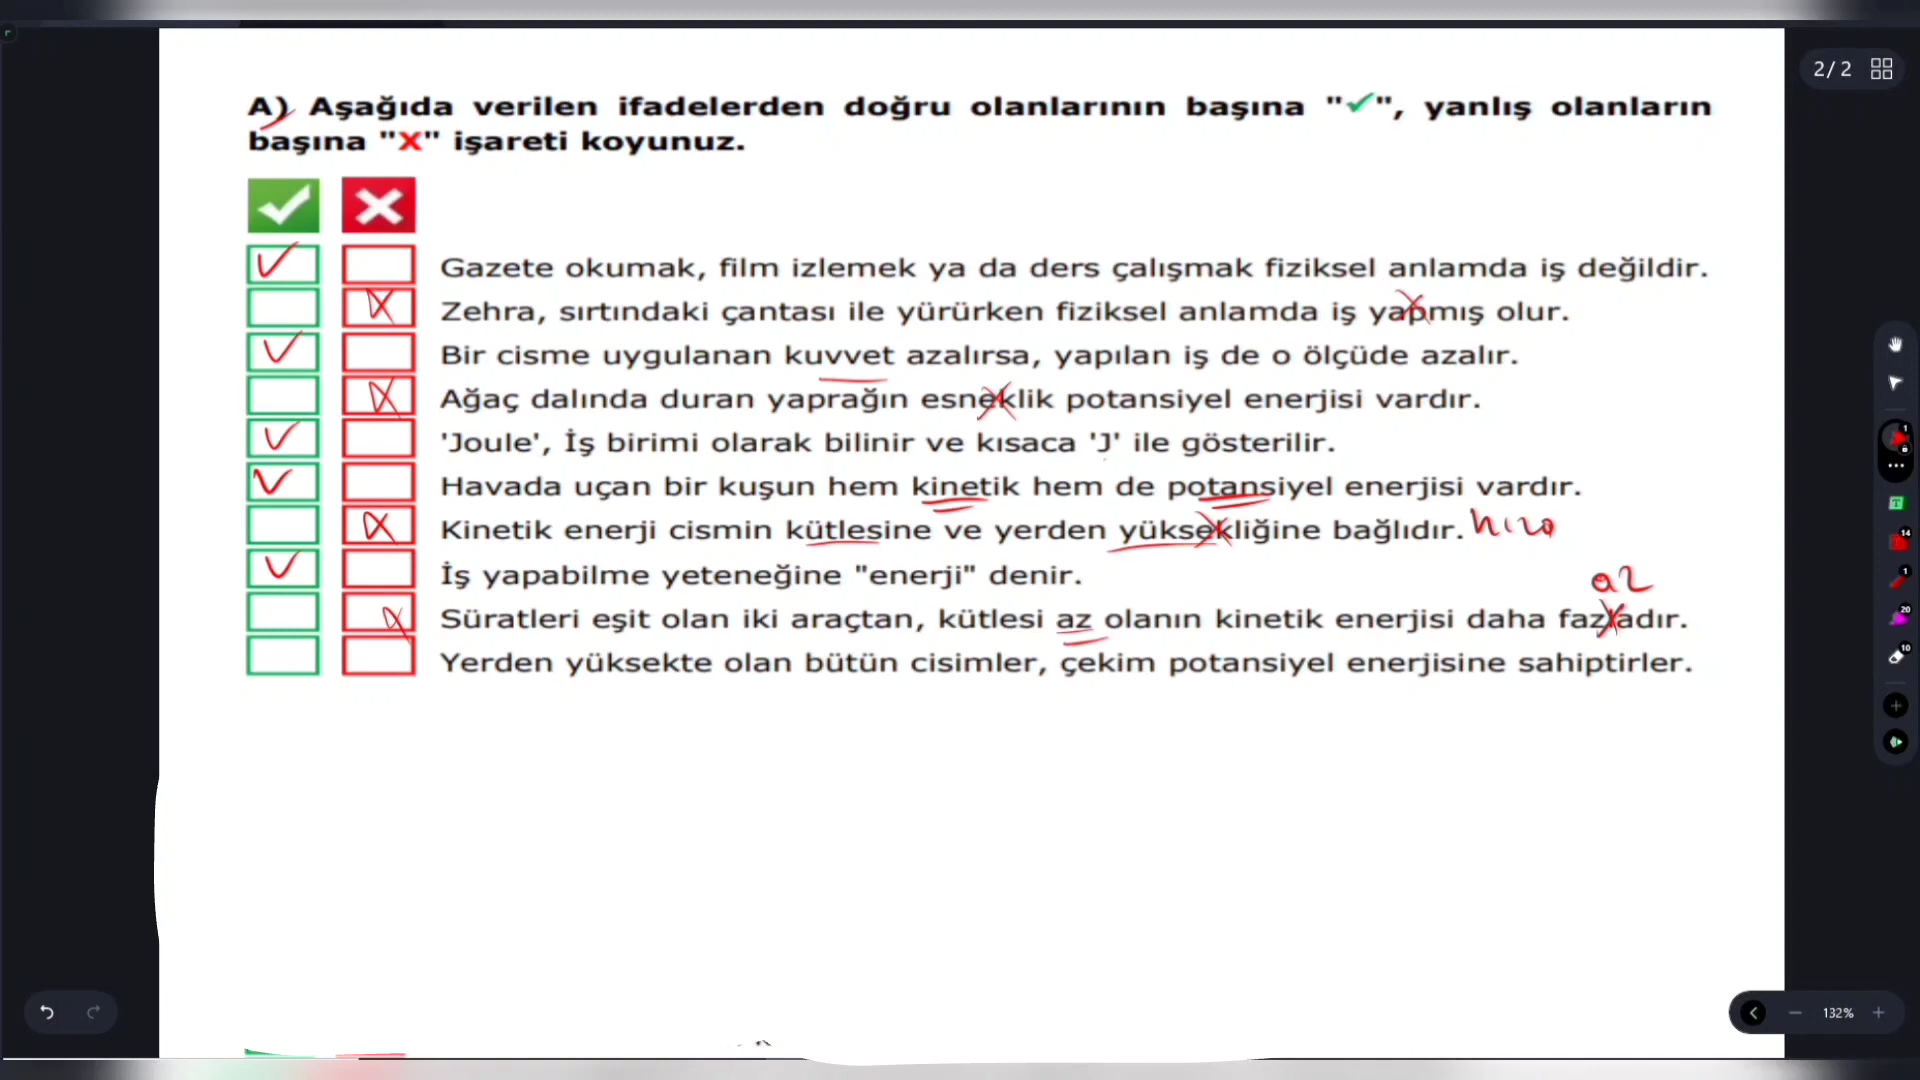 2/2
A) Aşağıda verilen ifadelerden doğru olanlarının başına "✓", yanlış olanların
başına "X" işareti koyunuz.
Gazete okumak, film izlemek ya da ders çalışmak fiziksel anlamda iş değildir.
Zehra, sırtındaki çantası ile yürürken fiziksel anlamda iş yapmış olur.
Bir cisme uygulanan kuvvet azalırsa, yapılan iş de o ölçüde azalır.
Ağaç dalında duran yaprağın esneklik potansiyel enerjisi vardır.
'Joule', İş birimi olarak bilinir ve kısaca 'J' ile gösterilir.
Havada uçan bir kuşun hem kinetik hem de potansiyel enerjisi vardır.
Kinetik enerji cismin kütlesine ve yerden yüksekliğine bağlıdır. hıza
İş yapabilme yeteneğine "enerji" denir.
az
Süratleri eşit olan iki araçtan, kütlesi az olanın kinetik enerjisi daha fazladır.
Yerden yüksekte olan bütün cisimler, çekim potansiyel enerjisine sahiptirler.
1
14
1
20
10
132%